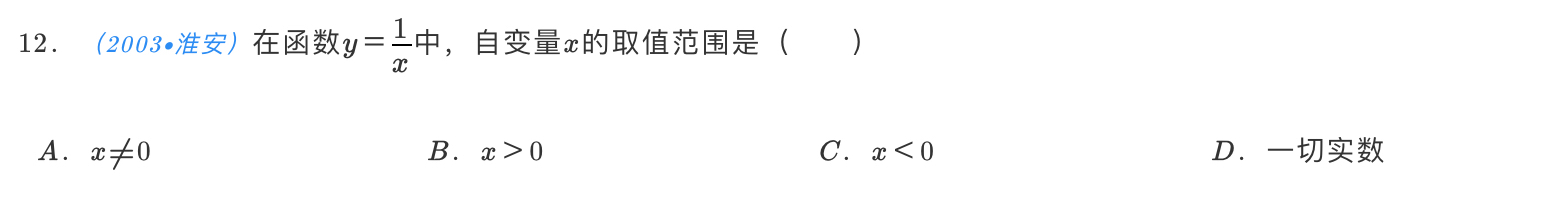 12. （2003•淮安）在函数y=\frac{1}{x}中，自变量x的取值范围是（　　）
A. x≠0　B. x>0　C. x<0　D. 一切实数